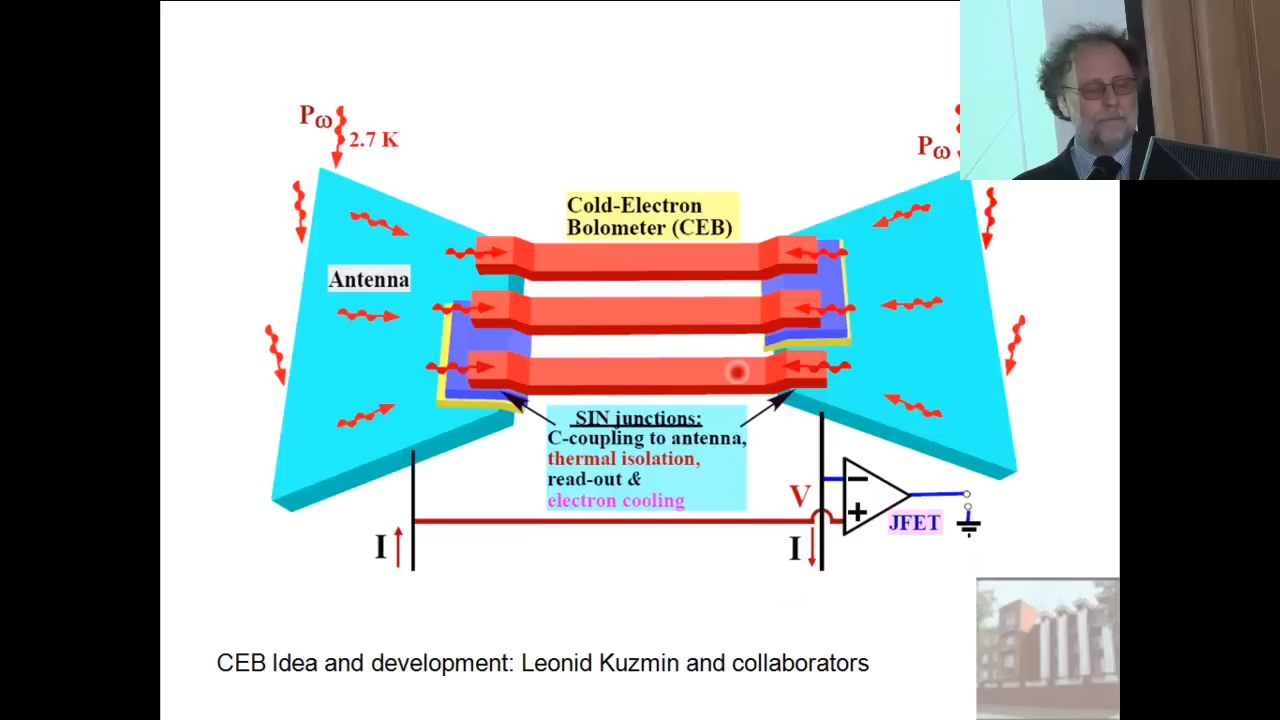 Pω
2.7 K
Pω
Cold-Electron
Bolometer (CEB)
Antenna
SIN junctions:
C-coupling to antenna,
thermal isolation,
read-out &
electron cooling
V
−
+
JFET
I
I
CEB Idea and development: Leonid Kuzmin and collaborators